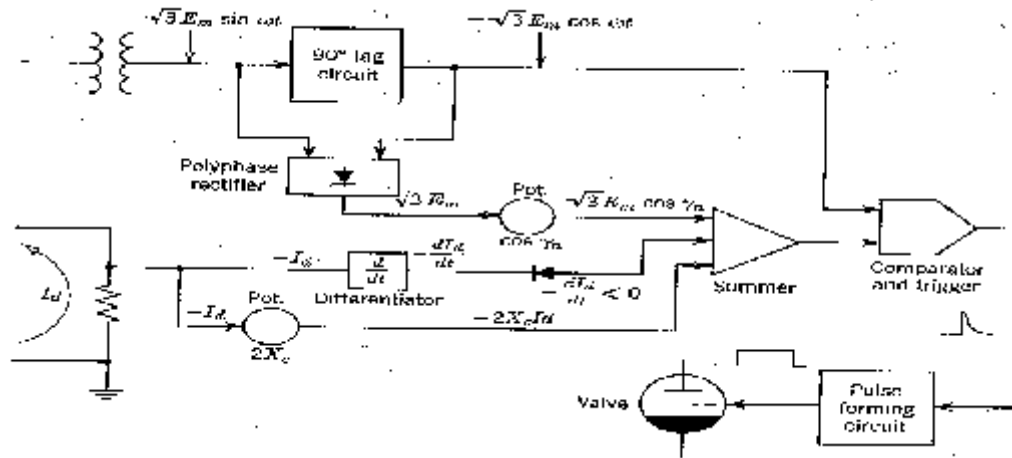 √3 E_m sin ωt
−√3 E_m cos ωt
90° lag
circuit
Polyphase
rectifier
√3 E_m
Pot.
cos γ_n
√3 E_m cos γ_n
I_d
−I_d
d/dt
Differentiator
−dI_d/dt
−dI_d/dt < 0
Summer
Comparator
and trigger
−I_d
Pot.
2X_c
−2X_c I_d
Valve
Pulse
forming
circuit